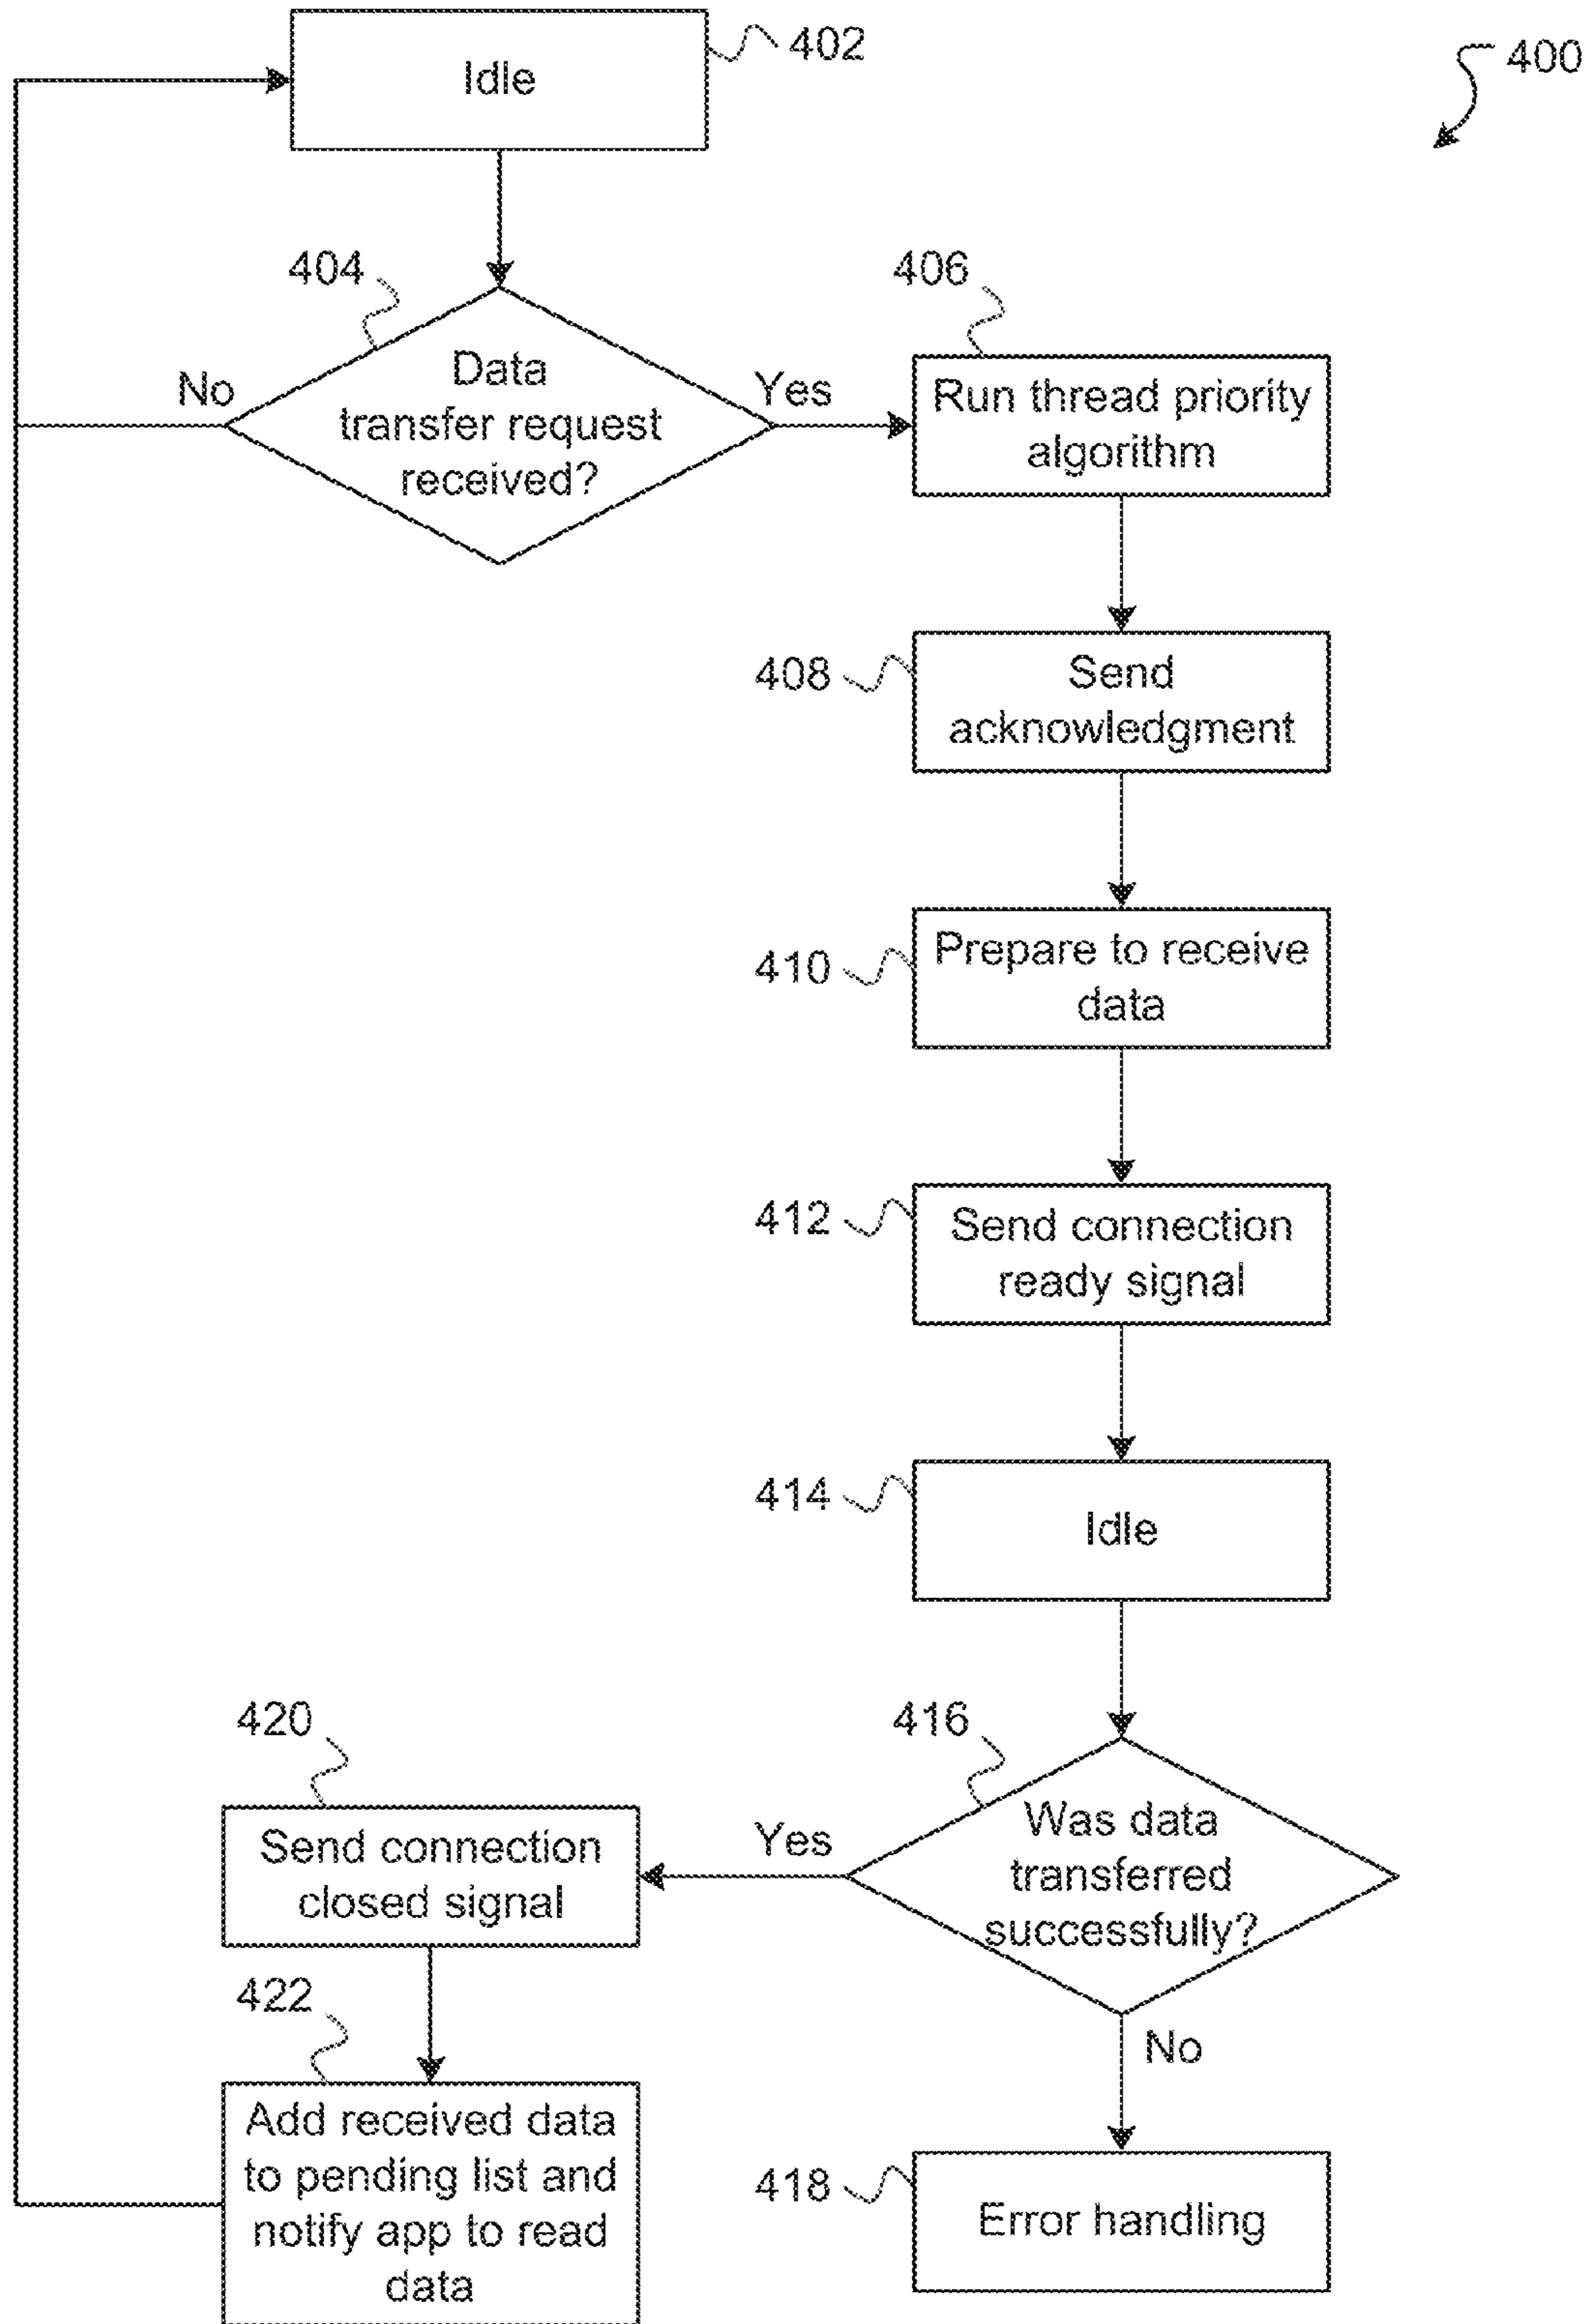 402
Idle
400
404
406
No
Data
transfer request
received?
Yes
Run thread priority
algorithm
408
Send
acknowledgment
410
Prepare to receive
data
412
Send connection
ready signal
414
Idle
420
416
Send connection
closed signal
Yes
Was data
transferred
successfully?
422
No
Add received data
to pending list and
notify app to read
data
418
Error handling